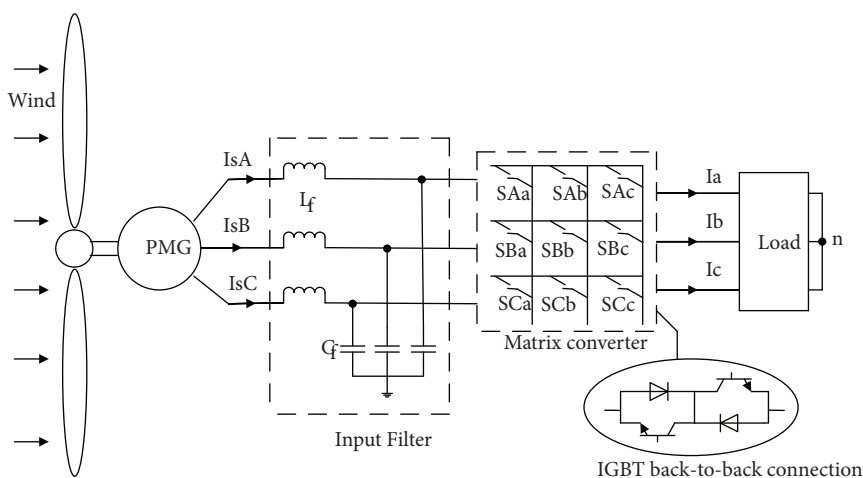 Wind
PMG
IsA
IsB
IsC
Lf
Cf
Input Filter
SAa SAb SAc
SBa SBb SBc
SCa SCb SCc
Matrix converter
Ia
Ib
Ic
Load
n
IGBT back-to-back connection